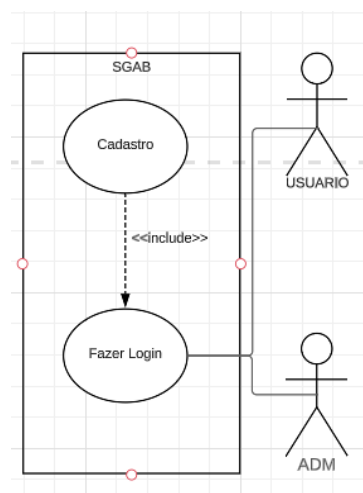 SGAB
Cadastro
USUARIO
<<include>>
Fazer Login
ADM